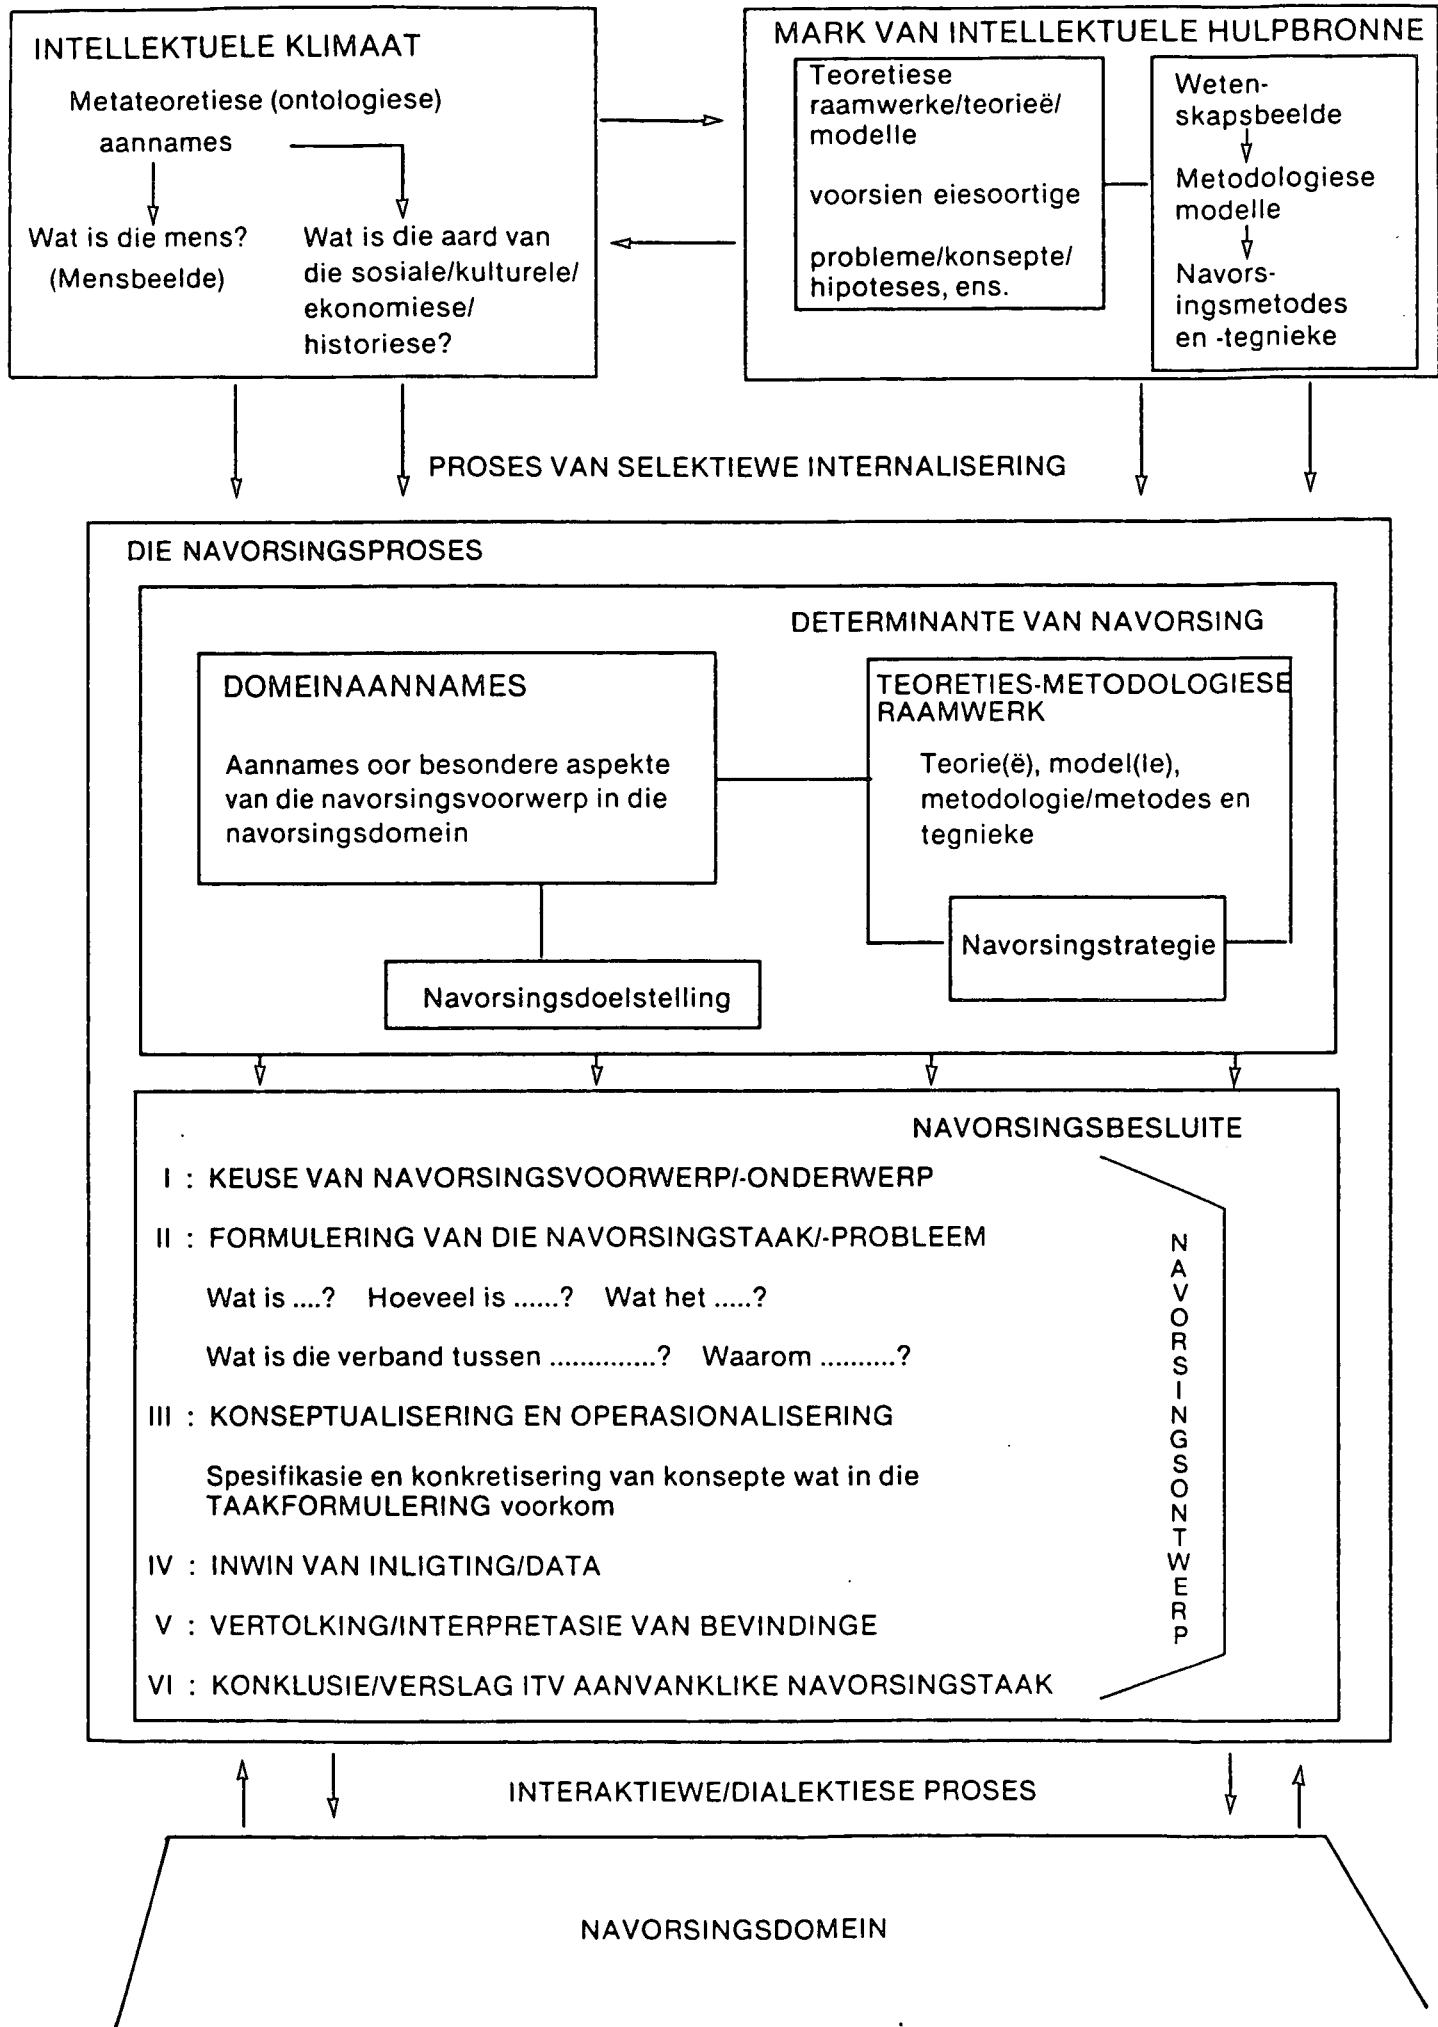 INTELLEKTUELE KLIMAAT
Metateoretiese (ontologiese)
aannames
Wat is die mens?
(Mensbeelde)
Wat is die aard van
die sosiale/kulturele/
ekonomiese/
historiese?
MARK VAN INTELLEKTUELE HULPBRONNE
Teoretiese
raamwerke/teorieë/
modelle
voorsien eiesoortige
probleme/konsepte/
hipoteses, ens.
Weten-
skapsbeelde
Metodologiese
modelle
Navors-
ingsmetodes
en -tegnieke
PROSES VAN SELEKTIEWE INTERNALISERING
DIE NAVORSINGSPROSES
DETERMINANTE VAN NAVORSING
DOMEINAANNAMES
Aannames oor besondere aspekte
van die navorsingsvoorwerp in die
navorsingsdomein
TEORETIES-METODOLOGIESE
RAAMWERK
Teorie(ë), model(le),
metodologie/metodes en
tegnieke
Navorsingstrategie
Navorsingsdoelstelling
NAVORSINGSBESLUITE
I : KEUSE VAN NAVORSINGSVOORWERP/-ONDERWERP
II : FORMULERING VAN DIE NAVORSINGSTAAK/-PROBLEEM
Wat is ....? Hoeveel is ......? Wat het .....?
Wat is die verband tussen ..............? Waarom ..........?
III : KONSEPTUALISERING EN OPERASIONALISERING
Spesifikasie en konkretisering van konsepte wat in die
TAAKFORMULERING voorkom
IV : INWIN VAN INLIGTING/DATA
V : VERTOLKING/INTERPRETASIE VAN BEVINDINGE
VI : KONKLUSIE/VERSLAG ITV AANVANKLIKE NAVORSINGSTAAK
NAVORSINGSONTWERP
INTERAKTIEWE/DIALEKTIESE PROSES
NAVORSINGSDOMEIN